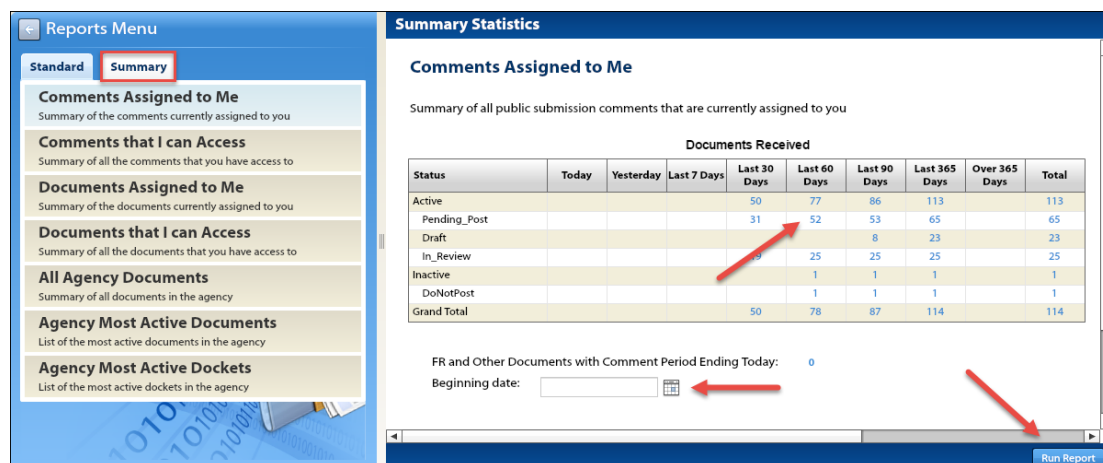 Reports Menu
Standard Summary
Comments Assigned to Me
Summary of the comments currently assigned to you
Comments that I can Access
Summary of all the comments that you have access to
Documents Assigned to Me
Summary of the documents currently assigned to you
Documents that I can Access
Summary of all the documents that you have access to
All Agency Documents
Summary of all documents in the agency
Agency Most Active Documents
List of the most active documents in the agency
Agency Most Active Dockets
List of the most active dockets in the agency
Summary Statistics
Comments Assigned to Me
Summary of all public submission comments that are currently assigned to you
Documents Received
Status Today Yesterday Last 7 Days Last 30 Days Last 60 Days Last 90 Days Last 365 Days Over 365 Days Total
Active 50 77 86 113 113
Pending_Post 31 52 53 65 65
Draft 8 23 23
In_Review 25 25 25 25
Inactive 1 1 1 1
DoNotPost 1 1 1 1
Grand Total 50 78 87 114 114
FR and Other Documents with Comment Period Ending Today: 0
Beginning date:
Run Report